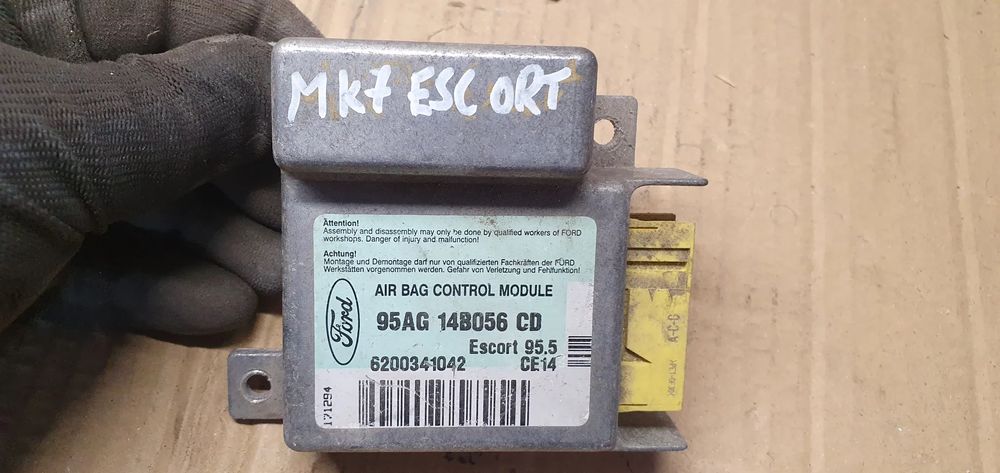 MK7 ESCORT
Attention!
Assembly and disassembly may only be done by qualified workers of FORD
workshops. Danger of injury and malfunction!
Achtung!
Montage und Demontage darf nur von qualifizierten Fachkräften der FORD
Werkstätten vorgenommen werden. Gefahr von Verletzung und Fehlfunktion!
Ford
AIR BAG CONTROL MODULE
95AG 14B056 CD
Escort 95.5
6200341042 CE14
171294
A-C-C